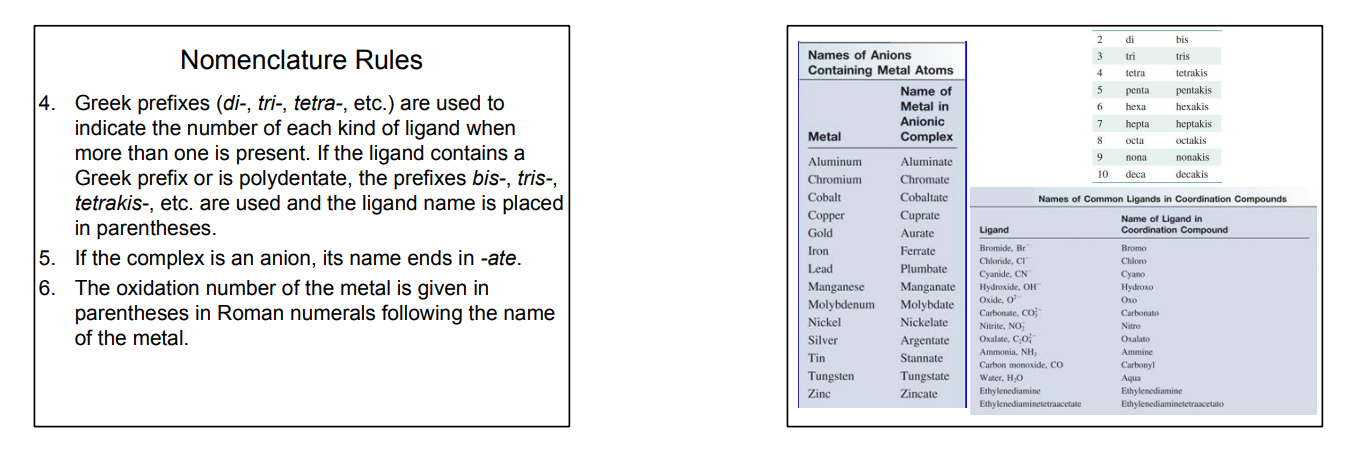 Nomenclature Rules
4. Greek prefixes (di-, tri-, tetra-, etc.) are used to
indicate the number of each kind of ligand when
more than one is present. If the ligand contains a
Greek prefix or is polydentate, the prefixes bis-, tris-,
tetrakis-, etc. are used and the ligand name is placed
in parentheses.
5. If the complex is an anion, its name ends in -ate.
6. The oxidation number of the metal is given in
parentheses in Roman numerals following the name
of the metal.
Names of Anions
Containing Metal Atoms
Metal Name of Metal in Anionic Complex
Aluminum Aluminate
Chromium Chromate
Cobalt Cobaltate
Copper Cuprate
Gold Aurate
Iron Ferrate
Lead Plumbate
Manganese Manganate
Molybdenum Molybdate
Nickel Nickelate
Silver Argentate
Tin Stannate
Tungsten Tungstate
Zinc Zincate
2 di bis
3 tri tris
4 tetra tetrakis
5 penta pentakis
6 hexa hexakis
7 hepta heptakis
8 octa octakis
9 nona nonakis
10 deca decakis
Names of Common Ligands in Coordination Compounds
Ligand Name of Ligand in Coordination Compound
Bromide, Br⁻ Bromo
Chloride, Cl⁻ Chloro
Cyanide, CN⁻ Cyano
Hydroxide, OH⁻ Hydroxo
Oxide, O²⁻ Oxo
Carbonate, CO₃²⁻ Carbonato
Nitrite, NO₂⁻ Nitro
Oxalate, C₂O₄²⁻ Oxalato
Ammonia, NH₃ Ammine
Carbon monoxide, CO Carbonyl
Water, H₂O Aqua
Ethylenediamine Ethylenediamine
Ethylenediaminetetraacetate Ethylenediaminetetraacetato